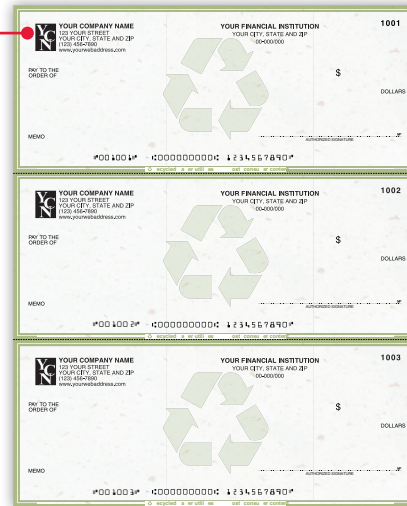 YCN
YOUR COMPANY NAME
123 YOUR STREET
YOUR CITY, STATE AND ZIP
(123) 456-7890
www.yourwebaddress.com
YOUR FINANCIAL INSTITUTION
YOUR CITY, STATE AND ZIP
00-000/000
1001
PAY TO THE
ORDER OF
$
DOLLARS
MEMO
AUTHORIZED SIGNATURE
⑈001001⑈ ⑆000000000⑆ 1234567890⑈
YCN
YOUR COMPANY NAME
123 YOUR STREET
YOUR CITY, STATE AND ZIP
(123) 456-7890
www.yourwebaddress.com
YOUR FINANCIAL INSTITUTION
YOUR CITY, STATE AND ZIP
00-000/000
1002
PAY TO THE
ORDER OF
$
DOLLARS
MEMO
AUTHORIZED SIGNATURE
⑈001002⑈ ⑆000000000⑆ 1234567890⑈
YCN
YOUR COMPANY NAME
123 YOUR STREET
YOUR CITY, STATE AND ZIP
(123) 456-7890
www.yourwebaddress.com
YOUR FINANCIAL INSTITUTION
YOUR CITY, STATE AND ZIP
00-000/000
1003
PAY TO THE
ORDER OF
$
DOLLARS
MEMO
AUTHORIZED SIGNATURE
⑈001003⑈ ⑆000000000⑆ 1234567890⑈